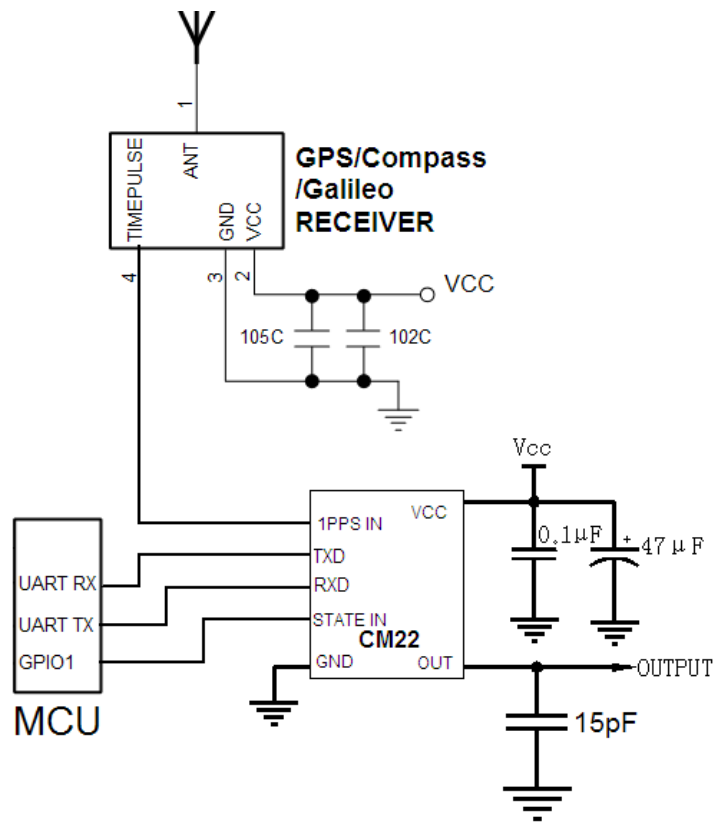 1
TIMEPULSE
ANT
GND
VCC
GPS/Compass
/Galileo
RECEIVER
4
3
2
VCC
105C
102C
Vcc
0.1μF
+
47μF
1PPS IN
VCC
TXD
RXD
STATE IN
CM22
GND
OUT
UART RX
UART TX
GPIO1
MCU
OUTPUT
15pF